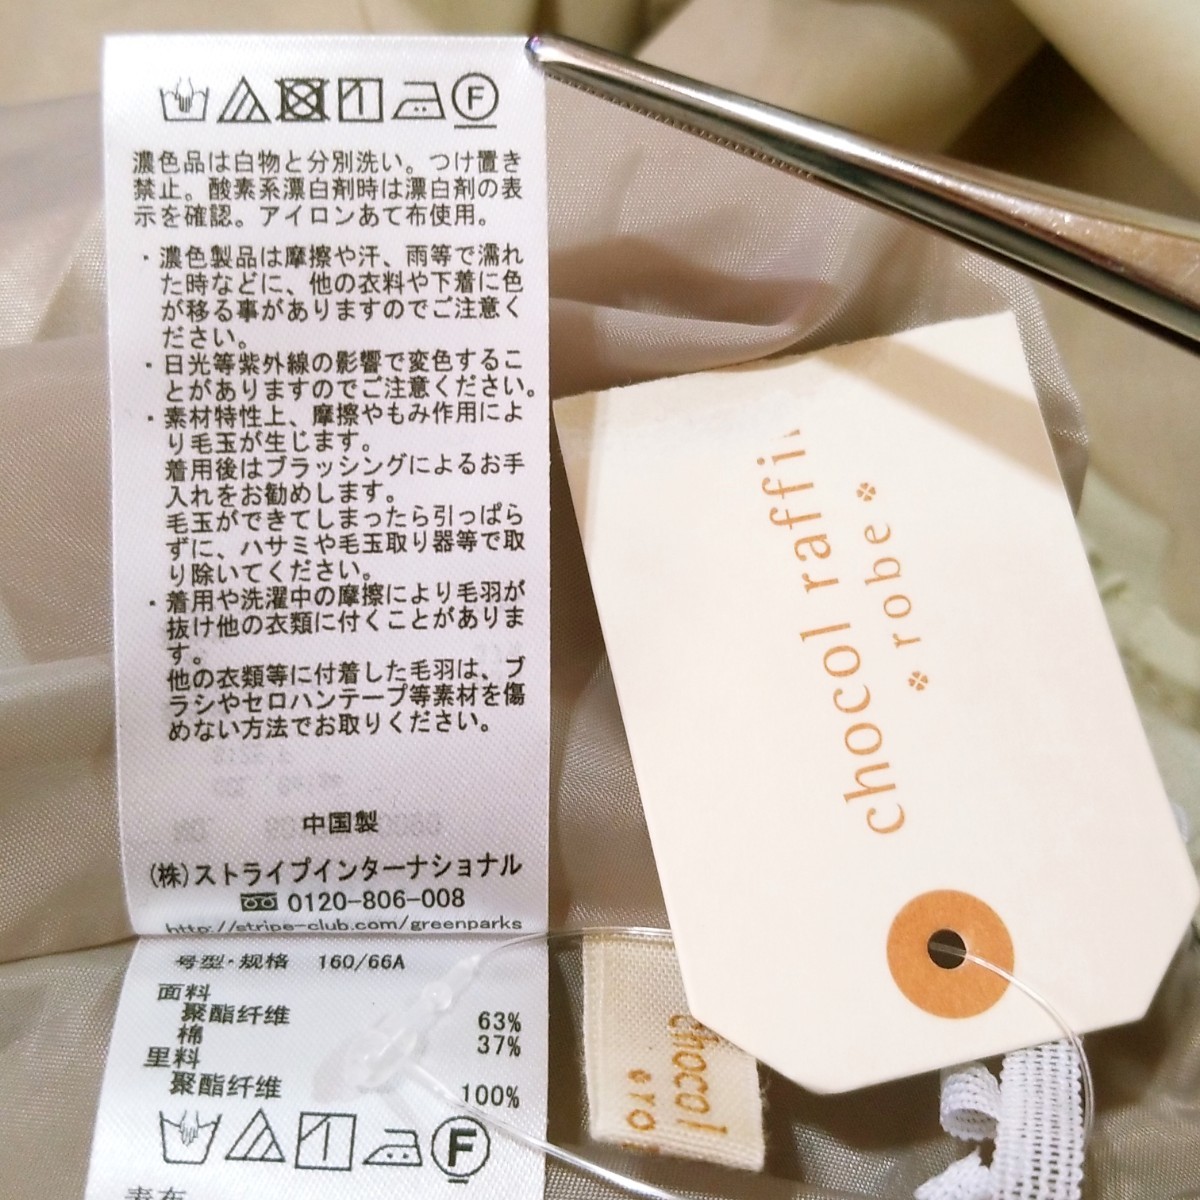 F
濃色品は白物と分別洗い。つけ置き
禁止。酸素系漂白剤時は漂白剤の表
示を確認。アイロンあて布使用。
・濃色製品は摩擦や汗、雨等で濡れ
た時などに、他の衣料や下着に色
が移る事がありますのでご注意く
ださい。
・日光等紫外線の影響で変色するこ
とがありますのでご注意ください。
・素材特性上、摩擦やもみ作用によ
り毛玉が生じます。
着用後はブラッシングによるお手
入れをお勧めします。
毛玉ができてしまったら引っぱら
ずに、ハサミや毛玉取り器等で取
り除いてください。
・着用や洗濯中の摩擦により毛羽が
抜け他の衣類に付くことがありま
す。
他の衣類等に付着した毛羽は、ブ
ラシやセロハンテープ等素材を傷
めない方法でお取りください。
中国製
(株)ストライプインターナショナル
0120-806-008
http://stripe-club.com/greenparks
号型·规格 160/66A
面料
聚酯纤维 63%
棉 37%
里料
聚酯纤维 100%
F
chocol raffin
robe
chocol
ro